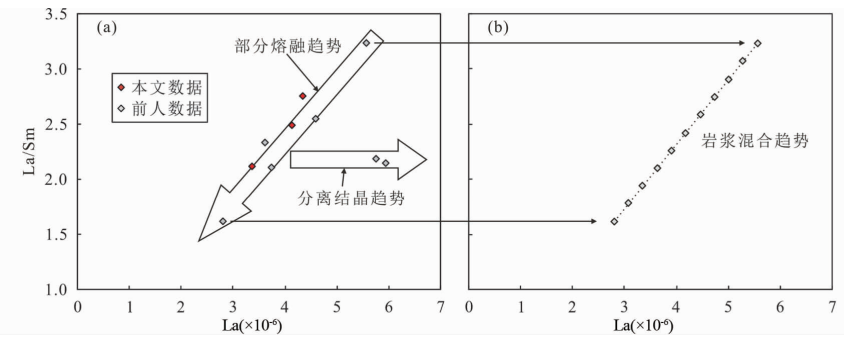 (a)
(b)
3.5
3.0
2.5
2.0
1.5
1.0
La/Sm
部分熔融趋势
本文数据
前人数据
分离结晶趋势
岩浆混合趋势
0 1 2 3 4 5 6 7
La(×10⁻⁶)
0 1 2 3 4 5 6 7
La(×10⁻⁶)